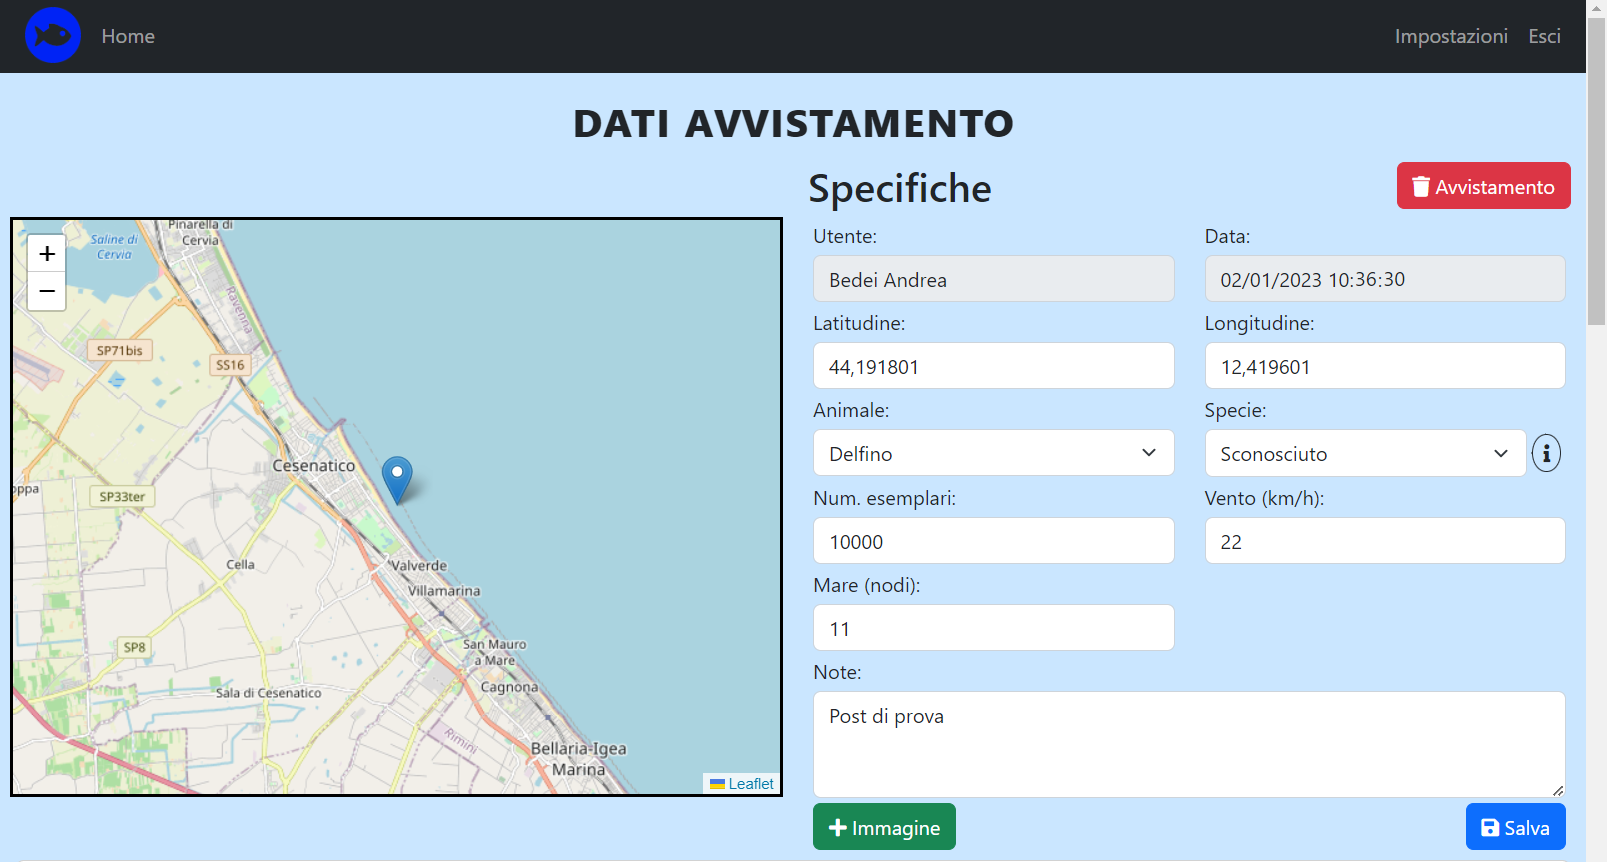 Home
Impostazioni
Esci
DATI AVVISTAMENTO
Specifiche
Avvistamento
Utente:
Data:
Bedei Andrea
02/01/2023 10:36:30
Latitudine:
Longitudine:
44,191801
12,419601
Animale:
Specie:
Delfino
Sconosciuto
Num. esemplari:
Vento (km/h):
10000
22
Mare (nodi):
11
Note:
Post di prova
Immagine
Salva
+
−
Pinarella di
Cervia
Saline di
Cervia
Ravenna
SP71bis
SS16
Cesenatico
oppa
SP33ter
Cella
Valverde
Villamarina
SP8
San Mauro
a Mare
Sala di Cesenatico
Cagnona
Rimini
Bellaria-Igea
Marina
Leaflet